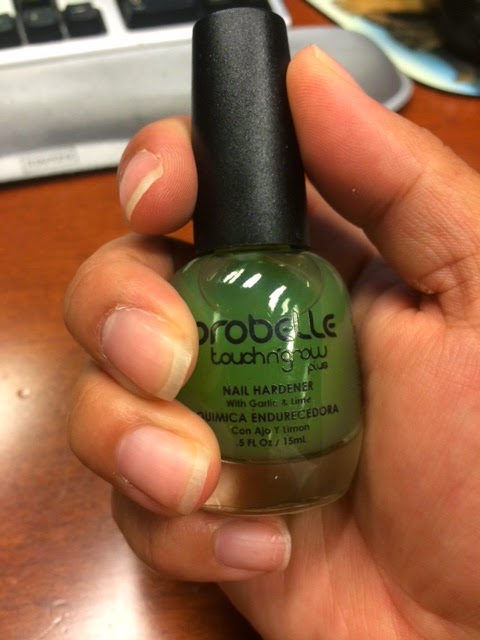 probelle
touch n' grow
plus
NAIL HARDENER
With Garlic & Lime
QUIMICA ENDURECEDORA
Con Ajo Y Limon
.5 FL Oz / 15mL